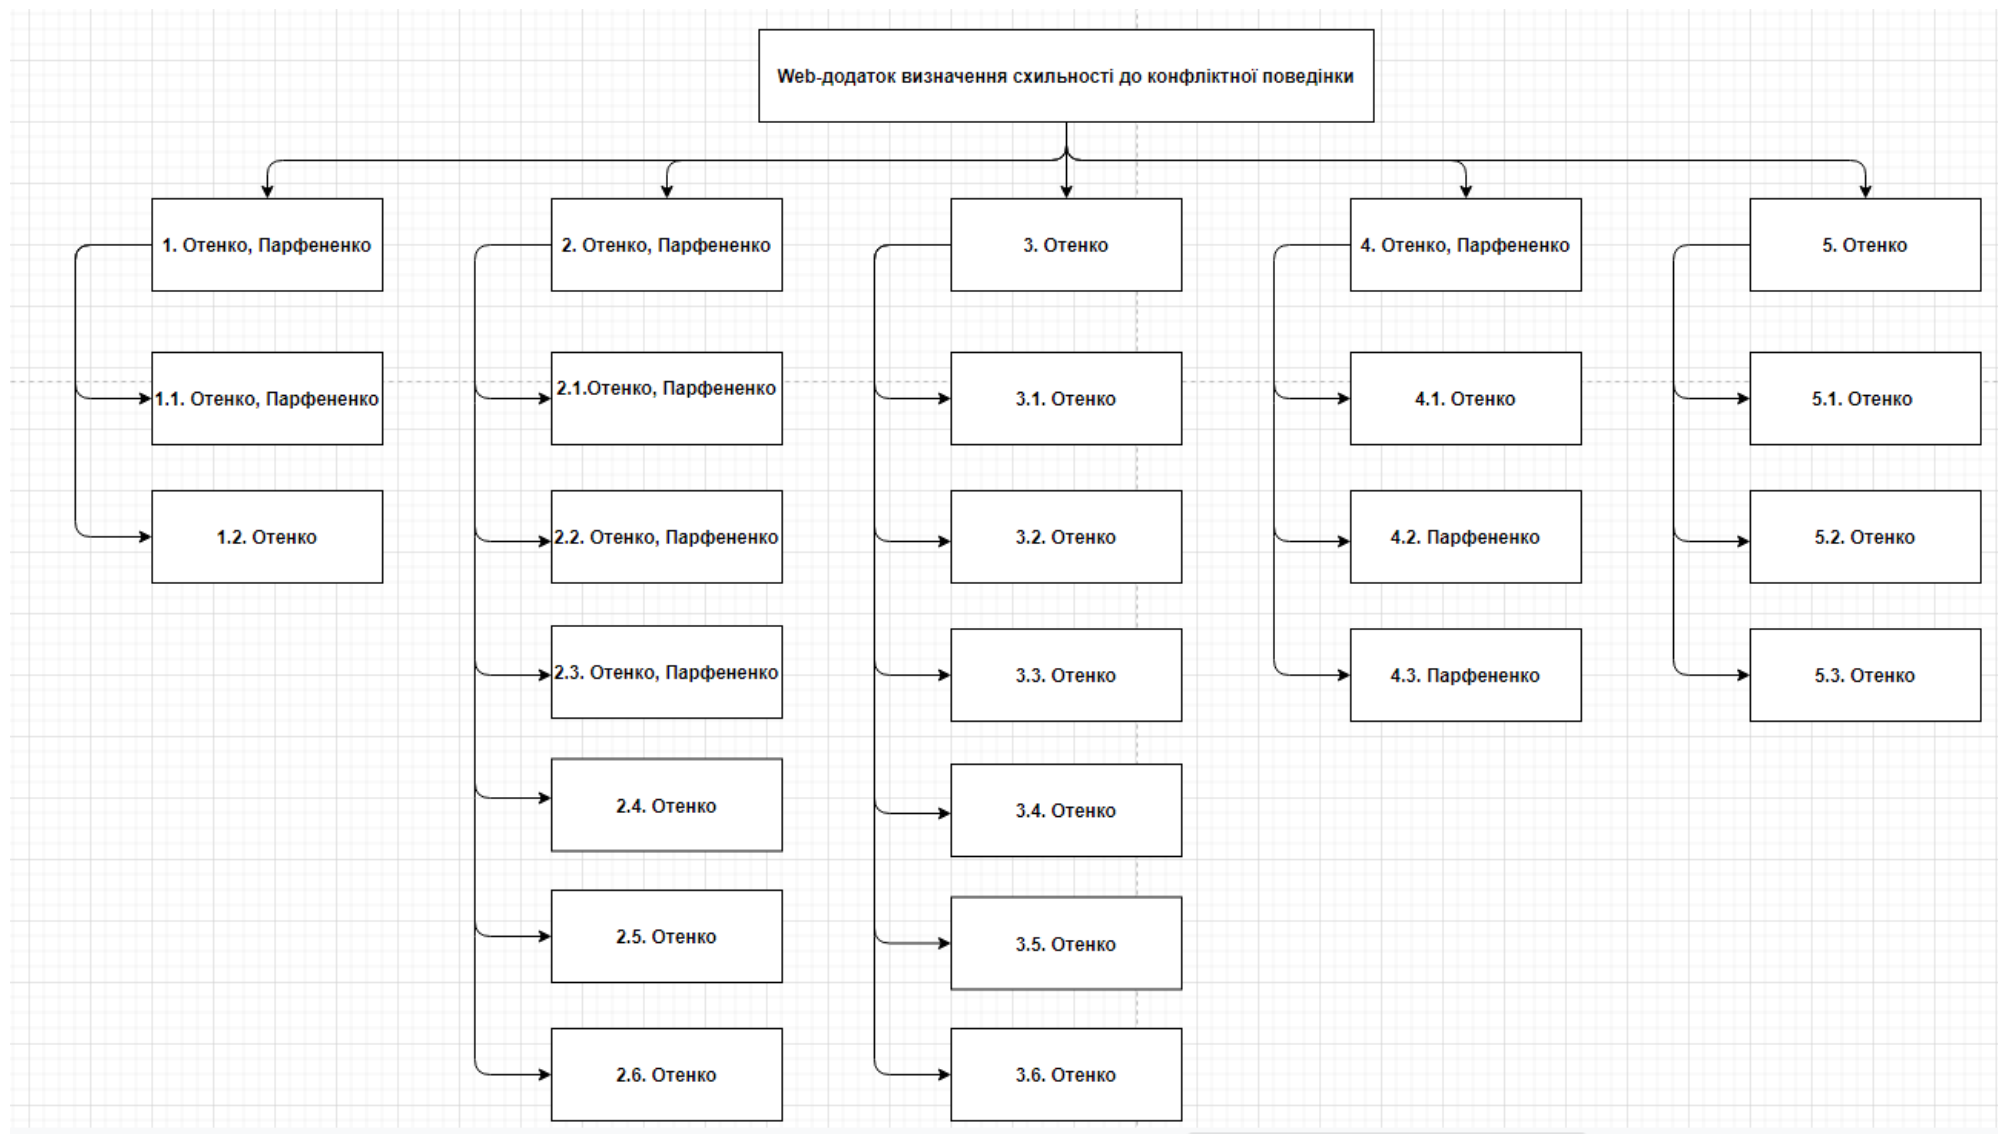 Web-додаток визначення схильності до конфліктної поведінки
1. Отенко, Парфененко
2. Отенко, Парфененко
3. Отенко
4. Отенко, Парфененко
5. Отенко
1.1. Отенко, Парфененко
2.1.Отенко, Парфененко
3.1. Отенко
4.1. Отенко
5.1. Отенко
1.2. Отенко
2.2. Отенко, Парфененко
3.2. Отенко
4.2. Парфененко
5.2. Отенко
2.3. Отенко, Парфененко
3.3. Отенко
4.3. Парфененко
5.3. Отенко
2.4. Отенко
3.4. Отенко
2.5. Отенко
3.5. Отенко
2.6. Отенко
3.6. Отенко